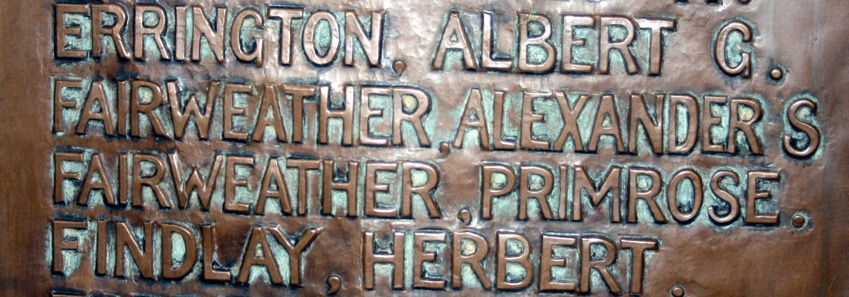 ERRINGTON, ALBERT G.
FAIRWEATHER, ALEXANDER S
FAIRWEATHER, PRIMROSE.
FINDLAY, HERBERT.